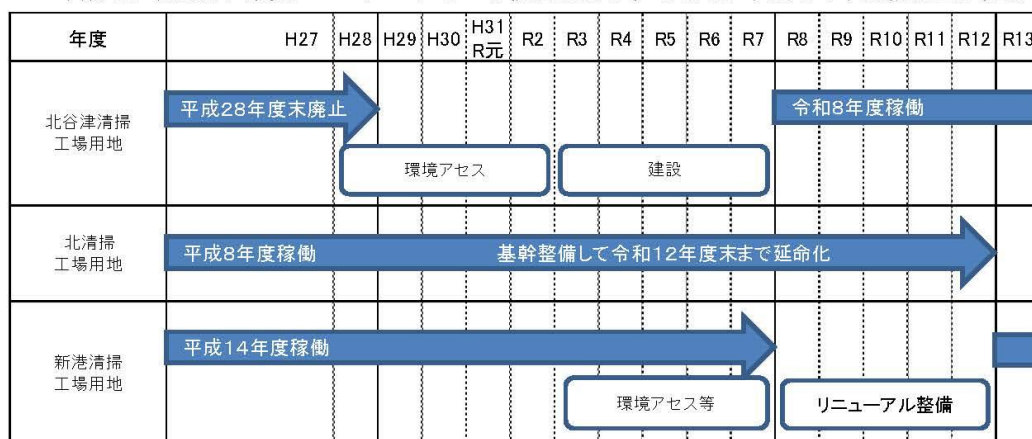 年度 H27 H28 H29 H30 H31 R元 R2 R3 R4 R5 R6 R7 R8 R9 R10 R11 R12 R13
北谷津清掃
工場用地
平成28年度末廃止
令和8年度稼働
環境アセス
建設
北清掃
工場用地
平成8年度稼働
基幹整備して令和12年度末まで延命化
新港清掃
工場用地
平成14年度稼働
環境アセス等
リニューアル整備